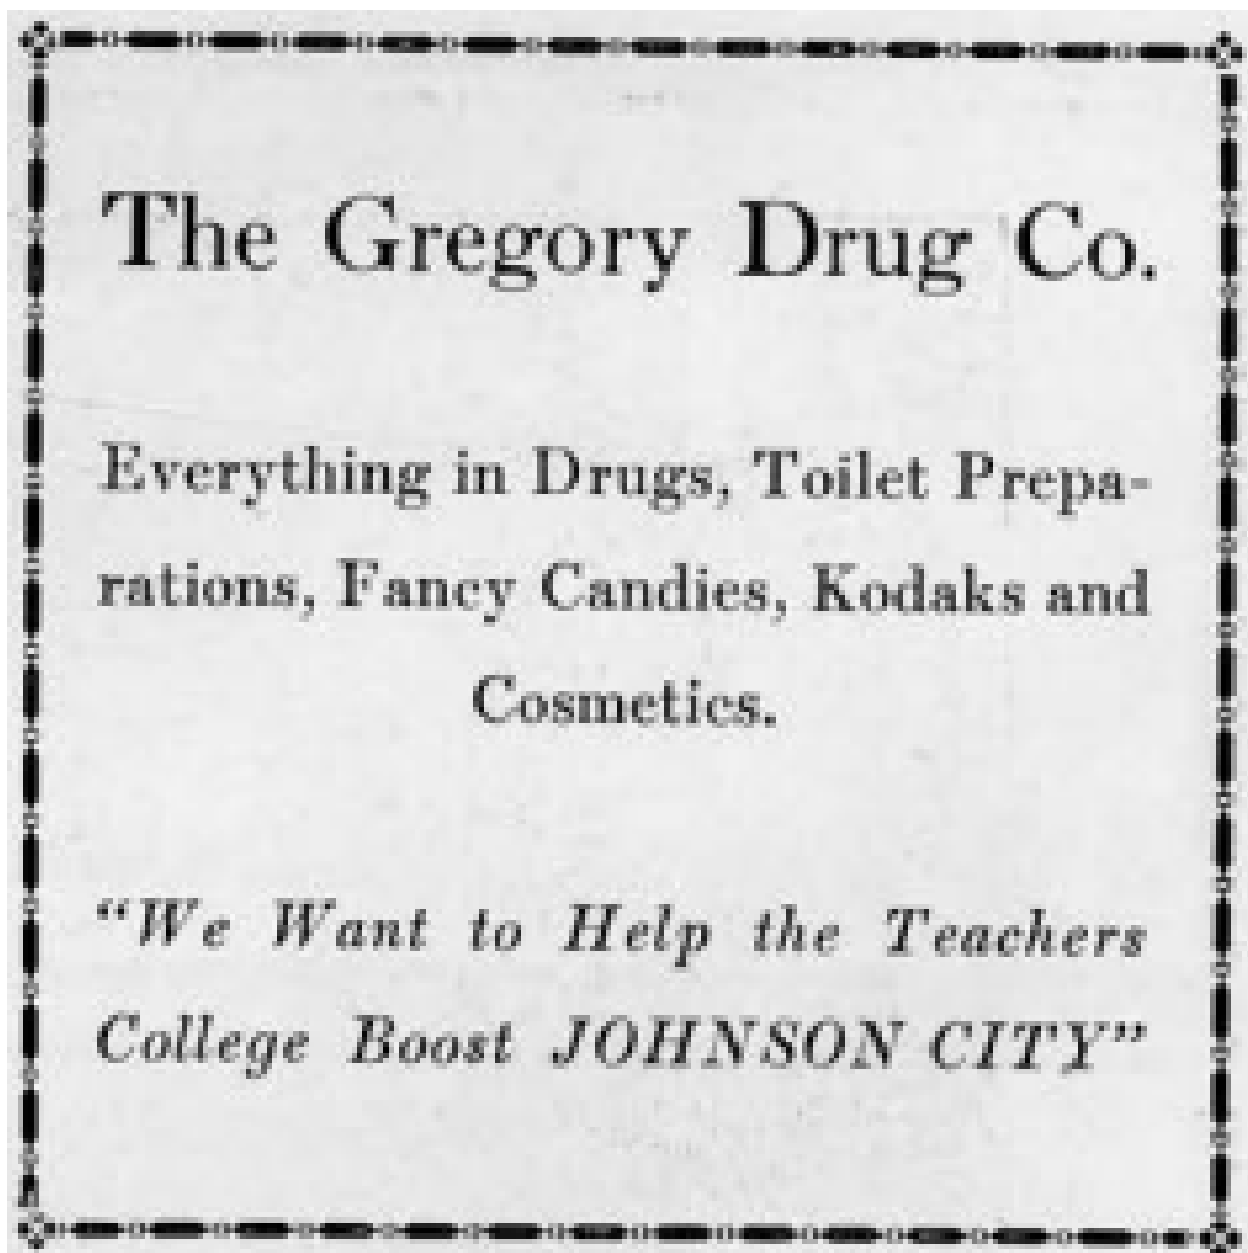 The Gregory Drug Co.
Everything in Drugs, Toilet Prepa-
rations, Fancy Candies, Kodaks and
Cosmetics.
“We Want to Help the Teachers
College Boost JOHNSON CITY”